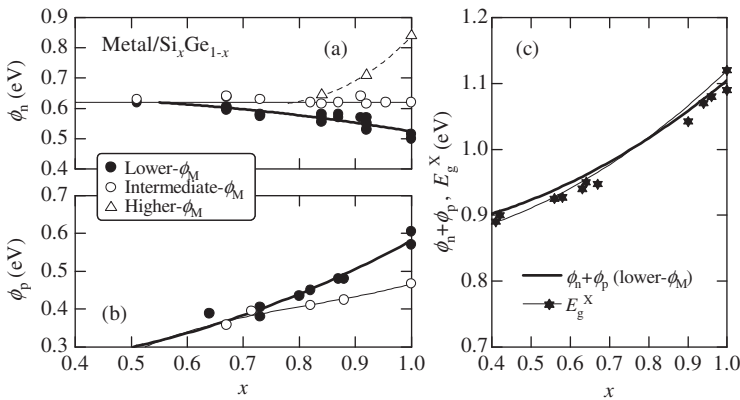 0.9
0.8
0.7
0.6
0.5
0.4
ϕn (eV)
Metal/SixGe1-x
(a)
Lower-ϕM
Intermediate-ϕM
Higher-ϕM
0.7
0.6
0.5
0.4
0.3
ϕp (eV)
(b)
0.5 0.6 0.7 0.8 0.9 1.0
x
1.2
1.1
1.0
0.9
0.8
0.7
ϕn+ϕp, EgX (eV)
(c)
ϕn+ϕp (lower-ϕM)
EgX
0.4 0.5 0.6 0.7 0.8 0.9 1.0
x